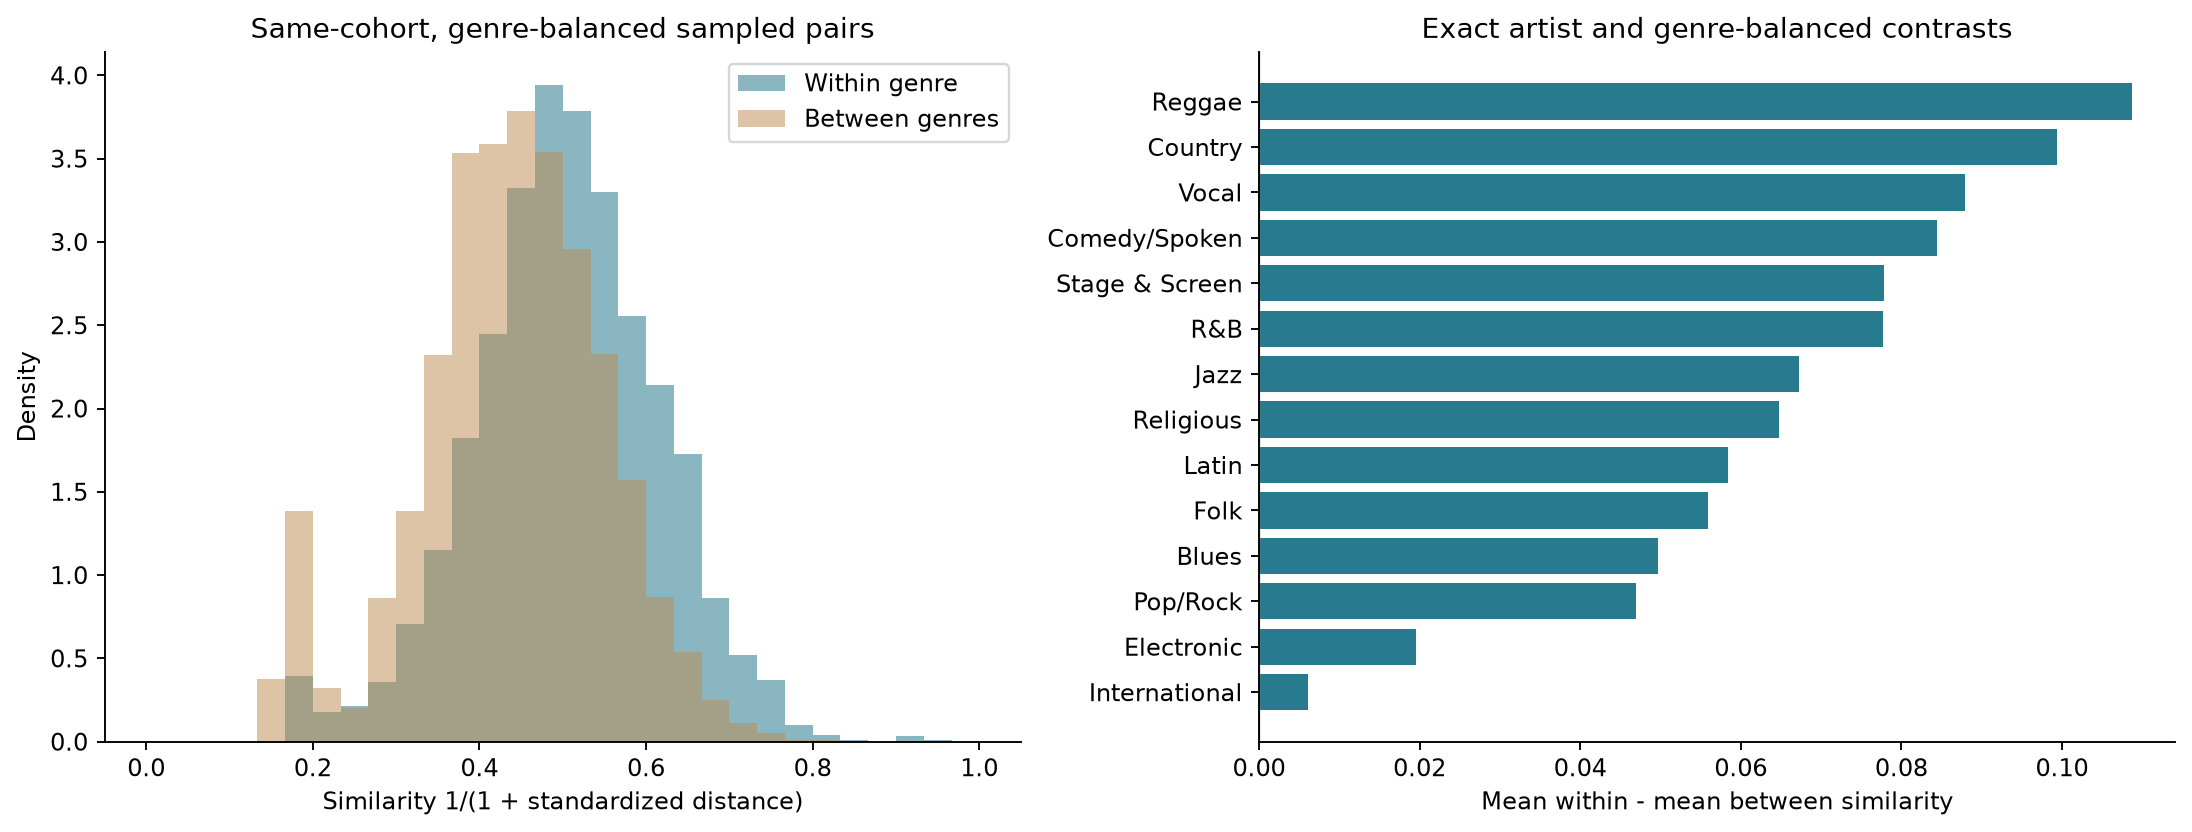 Same-cohort, genre-balanced sampled pairs
4.0
3.5
3.0
2.5
2.0
1.5
1.0
0.5
0.0
Density
0.0 0.2 0.4 0.6 0.8 1.0
Similarity 1/(1 + standardized distance)
Within genre
Between genres
Exact artist and genre-balanced contrasts
Reggae
Country
Vocal
Comedy/Spoken
Stage & Screen
R&B
Jazz
Religious
Latin
Folk
Blues
Pop/Rock
Electronic
International
0.00 0.02 0.04 0.06 0.08 0.10
Mean within - mean between similarity